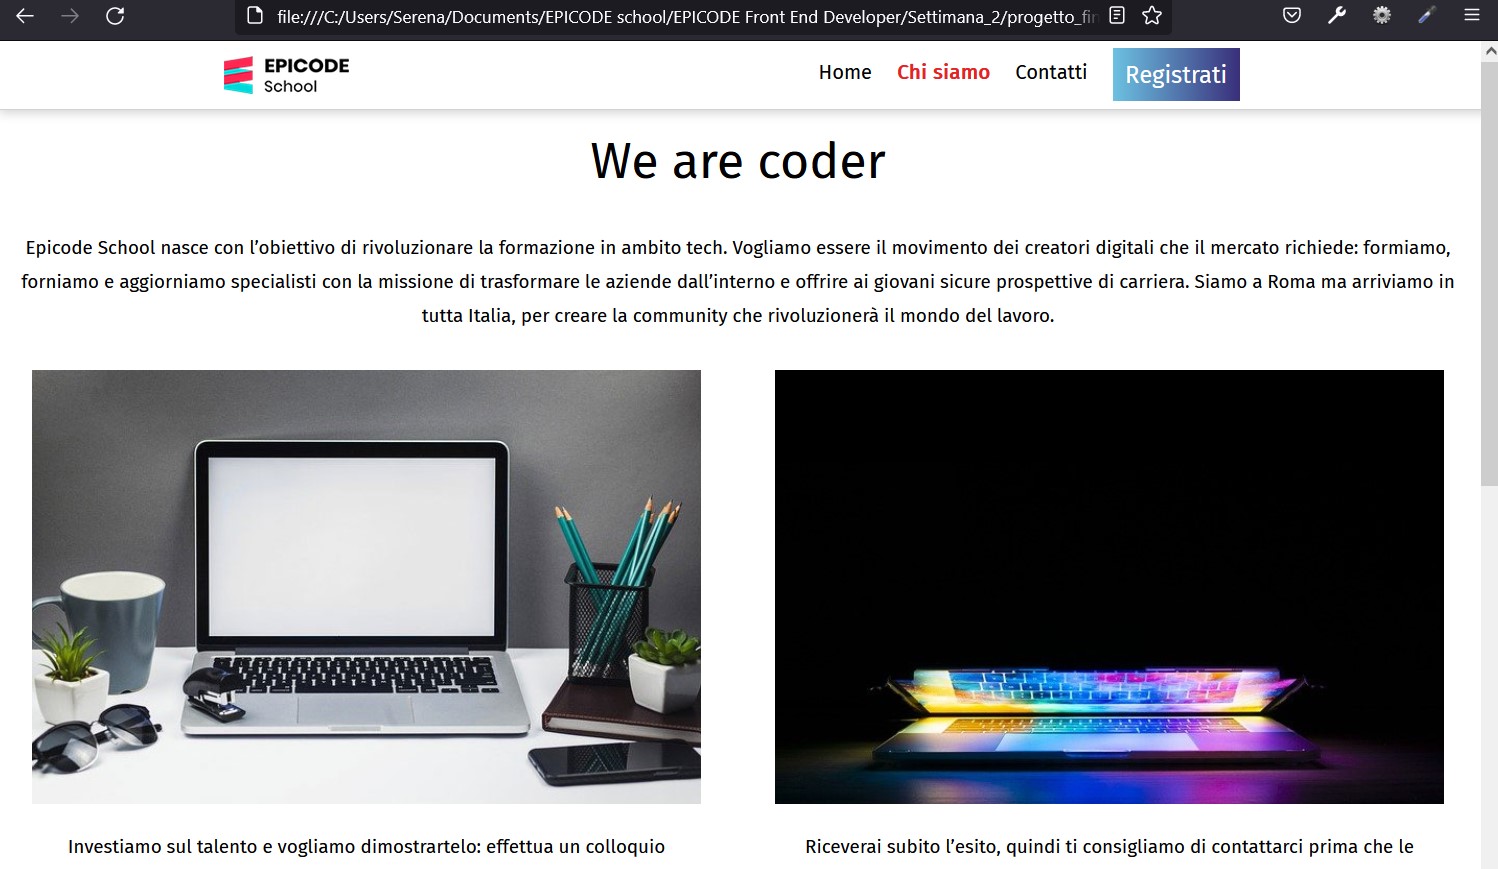 file:///C:/Users/Serena/Documents/EPICODE school/EPICODE Front End Developer/Settimana_2/progetto_fin
EPICODE
School
Home Chi siamo Contatti Registrati
We are coder
Epicode School nasce con l’obiettivo di rivoluzionare la formazione in ambito tech. Vogliamo essere il movimento dei creatori digitali che il mercato richiede: formiamo,
forniamo e aggiorniamo specialisti con la missione di trasformare le aziende dall’interno e offrire ai giovani sicure prospettive di carriera. Siamo a Roma ma arriviamo in
tutta Italia, per creare la community che rivoluzionerà il mondo del lavoro.
Investiamo sul talento e vogliamo dimostrartelo: effettua un colloquio
Riceverai subito l’esito, quindi ti consigliamo di contattarci prima che le